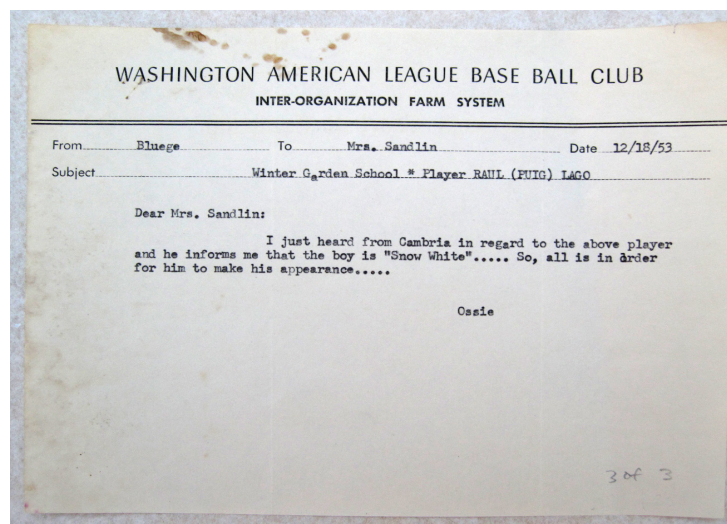 WASHINGTON AMERICAN LEAGUE BASE BALL CLUB
INTER-ORGANIZATION FARM SYSTEM
From Bluege To Mrs. Sandlin Date 12/18/53
Subject Winter Garden School * Player RAUL (PUIG) LAGO
Dear Mrs. Sandlin:
I just heard from Cambria in regard to the above player
and he informes me that the boy is "Snow White"..... So, all is in order
for him to make his appearance.....
Ossie
3 of 3